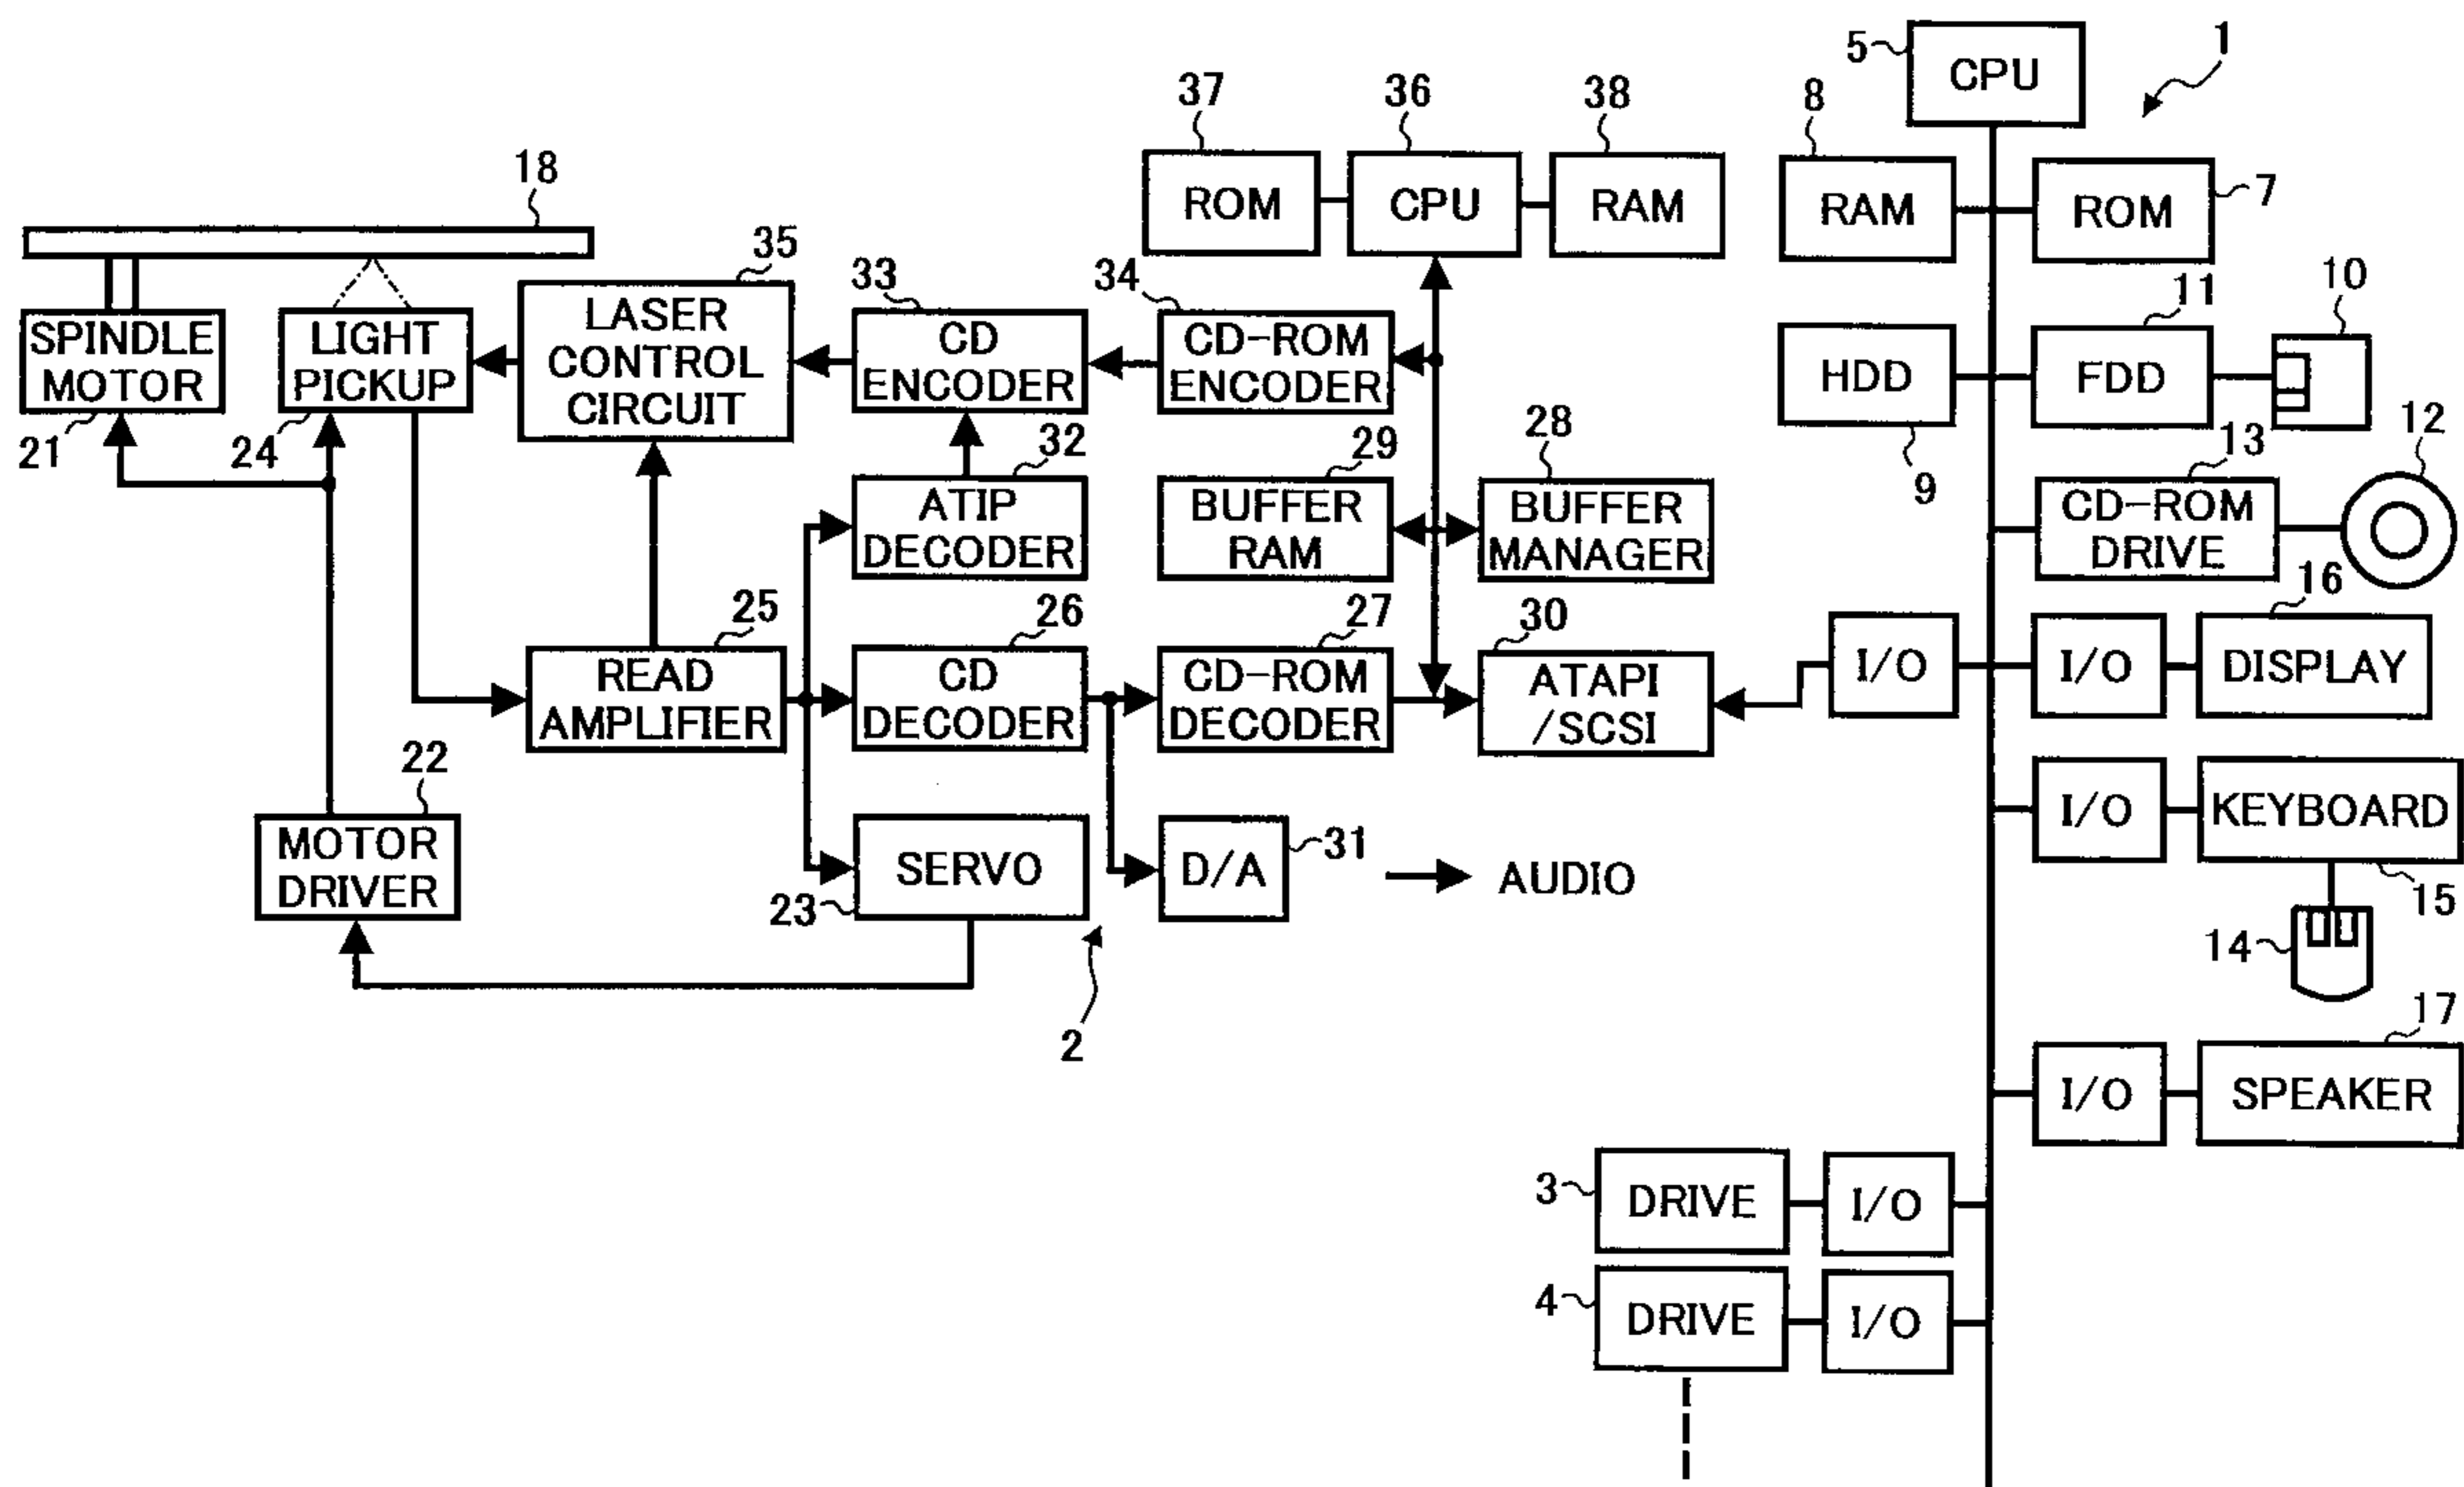 5
CPU
1
37
36
38
8
ROM
CPU
RAM
RAM
ROM
7
18
35
33
34
11
10
SPINDLE
MOTOR
21
LIGHT
PICKUP
24
LASER
CONTROL
CIRCUIT
CD
ENCODER
CD-ROM
ENCODER
HDD
9
FDD
32
29
28
13
12
ATIP
DECODER
BUFFER
RAM
BUFFER
MANAGER
CD-ROM
DRIVE
25
26
27
30
16
READ
AMPLIFIER
CD
DECODER
CD-ROM
DECODER
ATAPI
/SCSI
I/O
I/O
DISPLAY
22
MOTOR
DRIVER
SERVO
23
D/A
31
AUDIO
I/O
KEYBOARD
15
14
2
17
I/O
SPEAKER
3
DRIVE
I/O
4
DRIVE
I/O